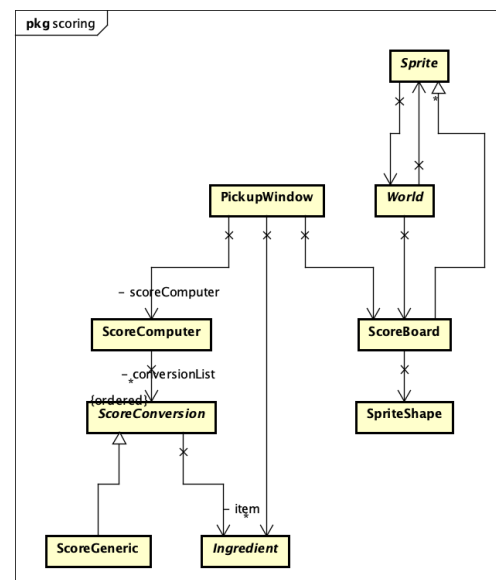 pkg scoring
Sprite
*
PickupWindow
World
- scoreComputer
ScoreComputer
ScoreBoard
- conversionList
*
{ordered}
ScoreConversion
SpriteShape
- item
*
ScoreGeneric
Ingredient